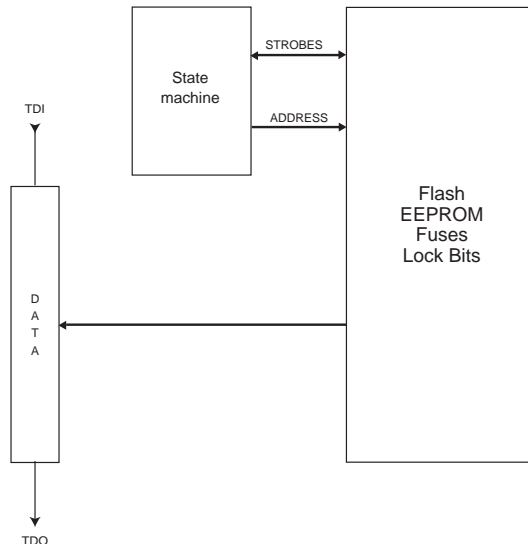 STROBES
State
machine
ADDRESS
TDI
Flash
EEPROM
Fuses
Lock Bits
D
A
T
A
TDO